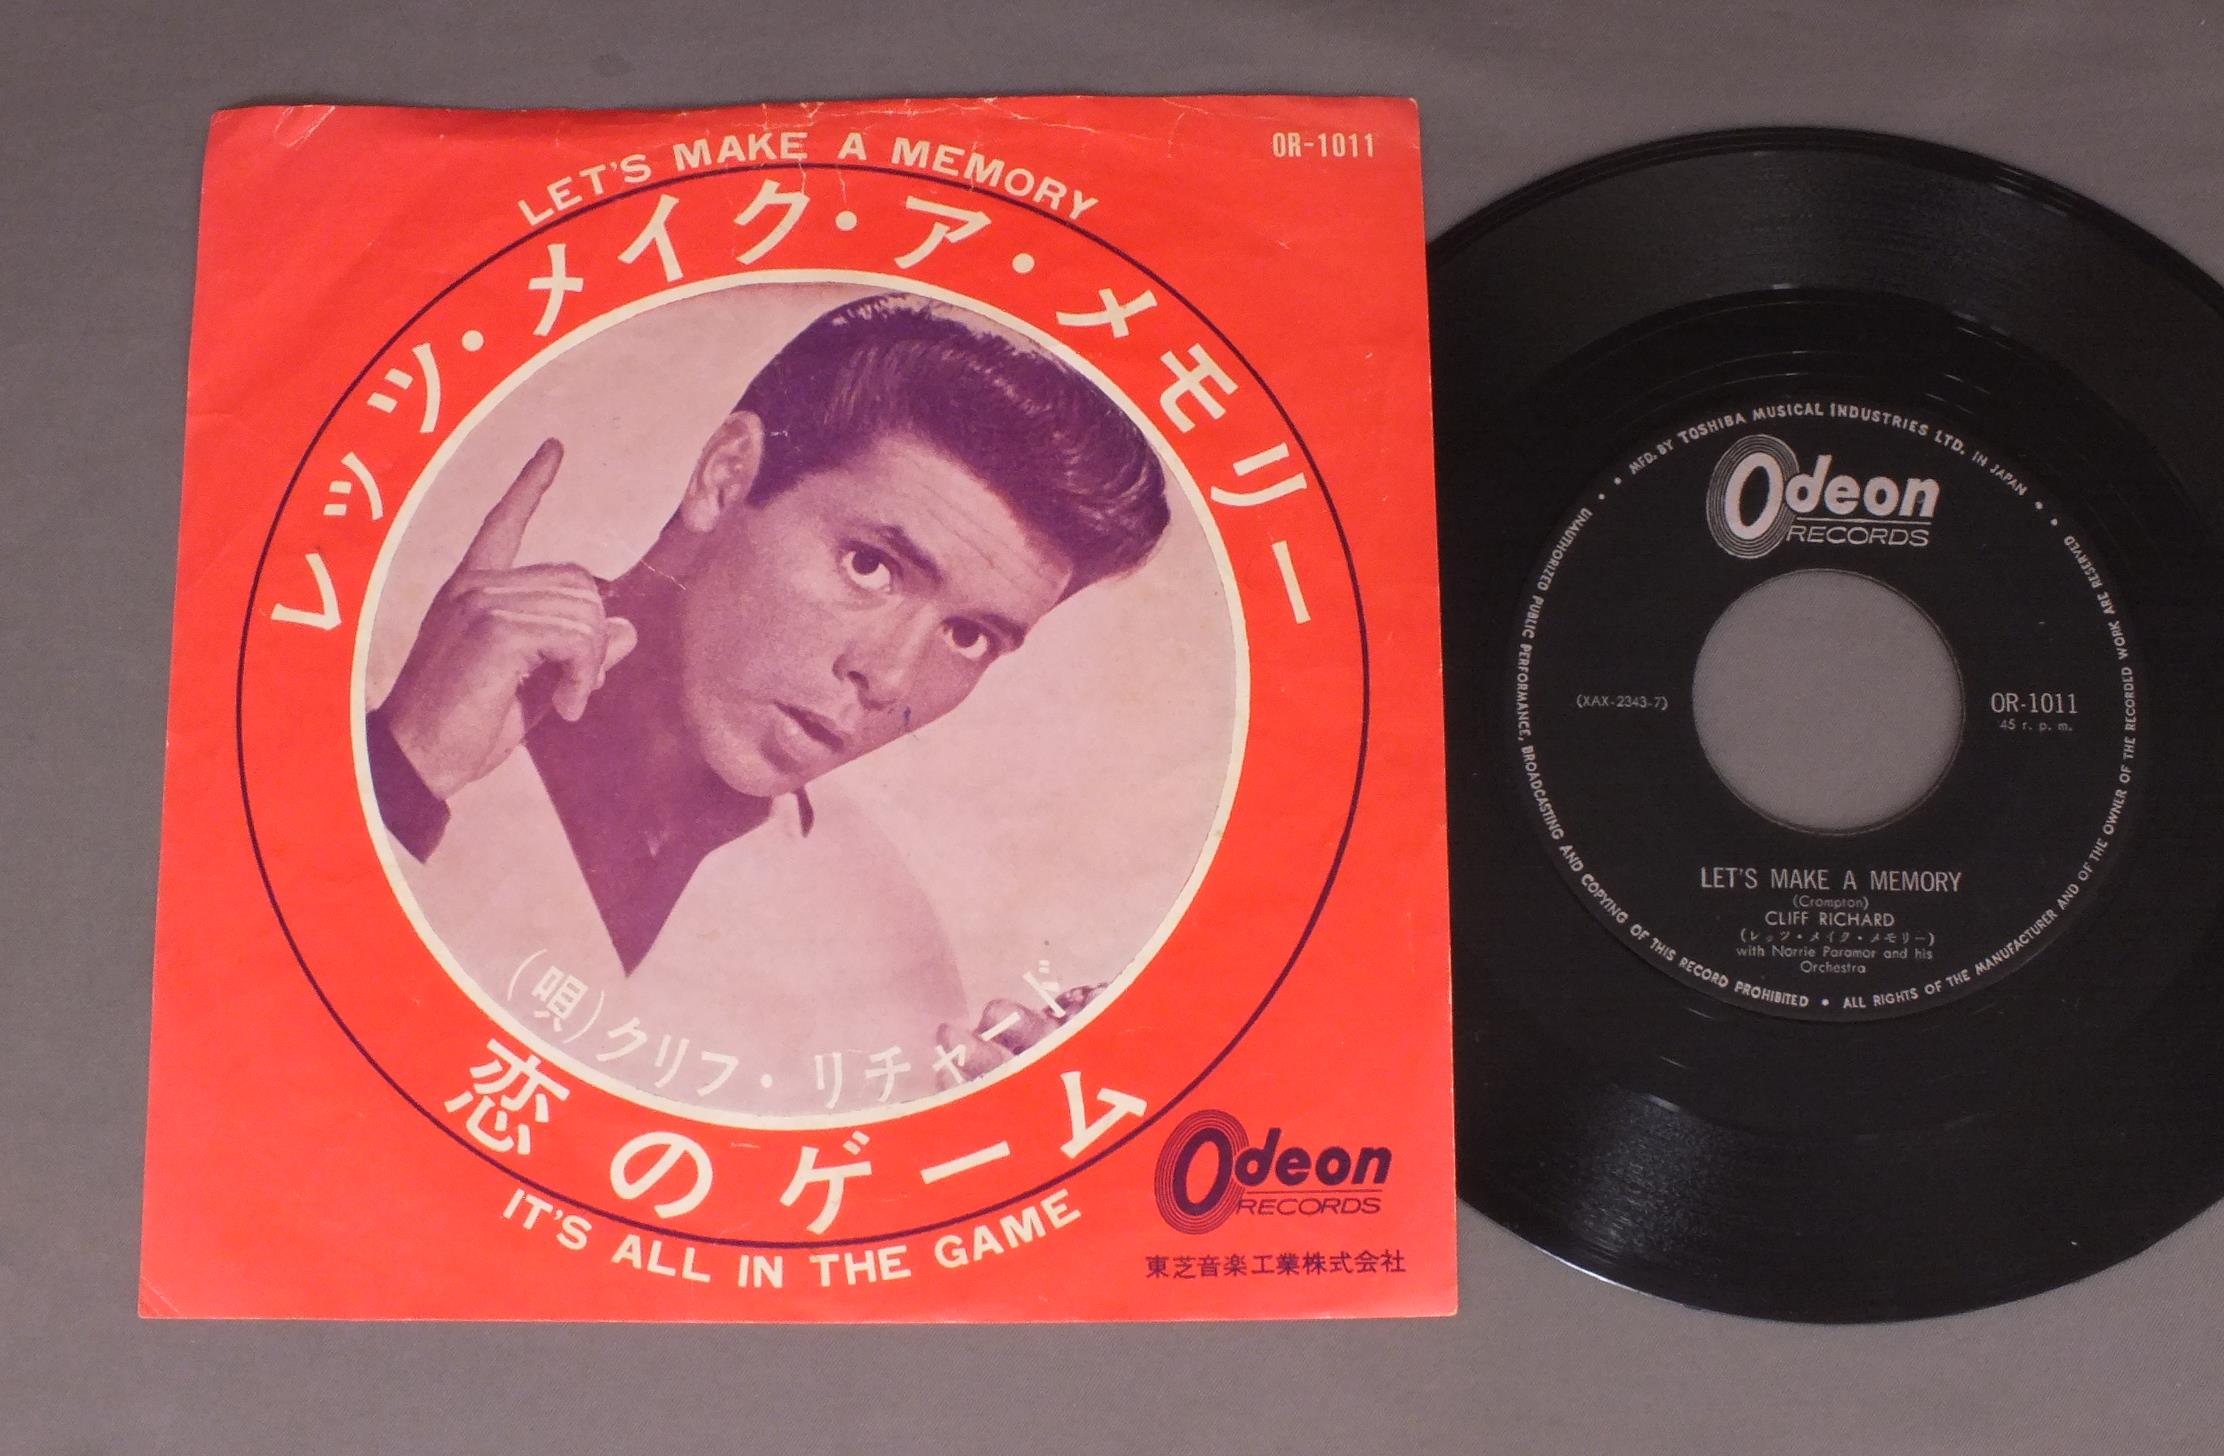 LET'S MAKE A MEMORY
OR-1011
レッツ・メイク・ア・メモリー
(唄)クリフ・リチャード
恋のゲーム
IT'S ALL IN THE GAME
Odeon
RECORDS
東芝音楽工業株式会社
MFD. BY TOSHIBA MUSICAL INDUSTRIES LTD. IN JAPAN
Odeon
RECORDS
(XAX-2343-7)
OR-1011
45 r. p. m.
LET'S MAKE A MEMORY
(Crompton)
CLIFF RICHARD
(レッツ・メイク・メモリー)
with Norrie Paramor and his
Orchestra
ALL RIGHTS OF THE MANUFACTURER AND OF THE OWNER OF THE RECORDED WORK ARE RESERVED
UNAUTHORIZED PUBLIC PERFORMANCE, BROADCASTING AND COPYING OF THIS RECORD PROHIBITED